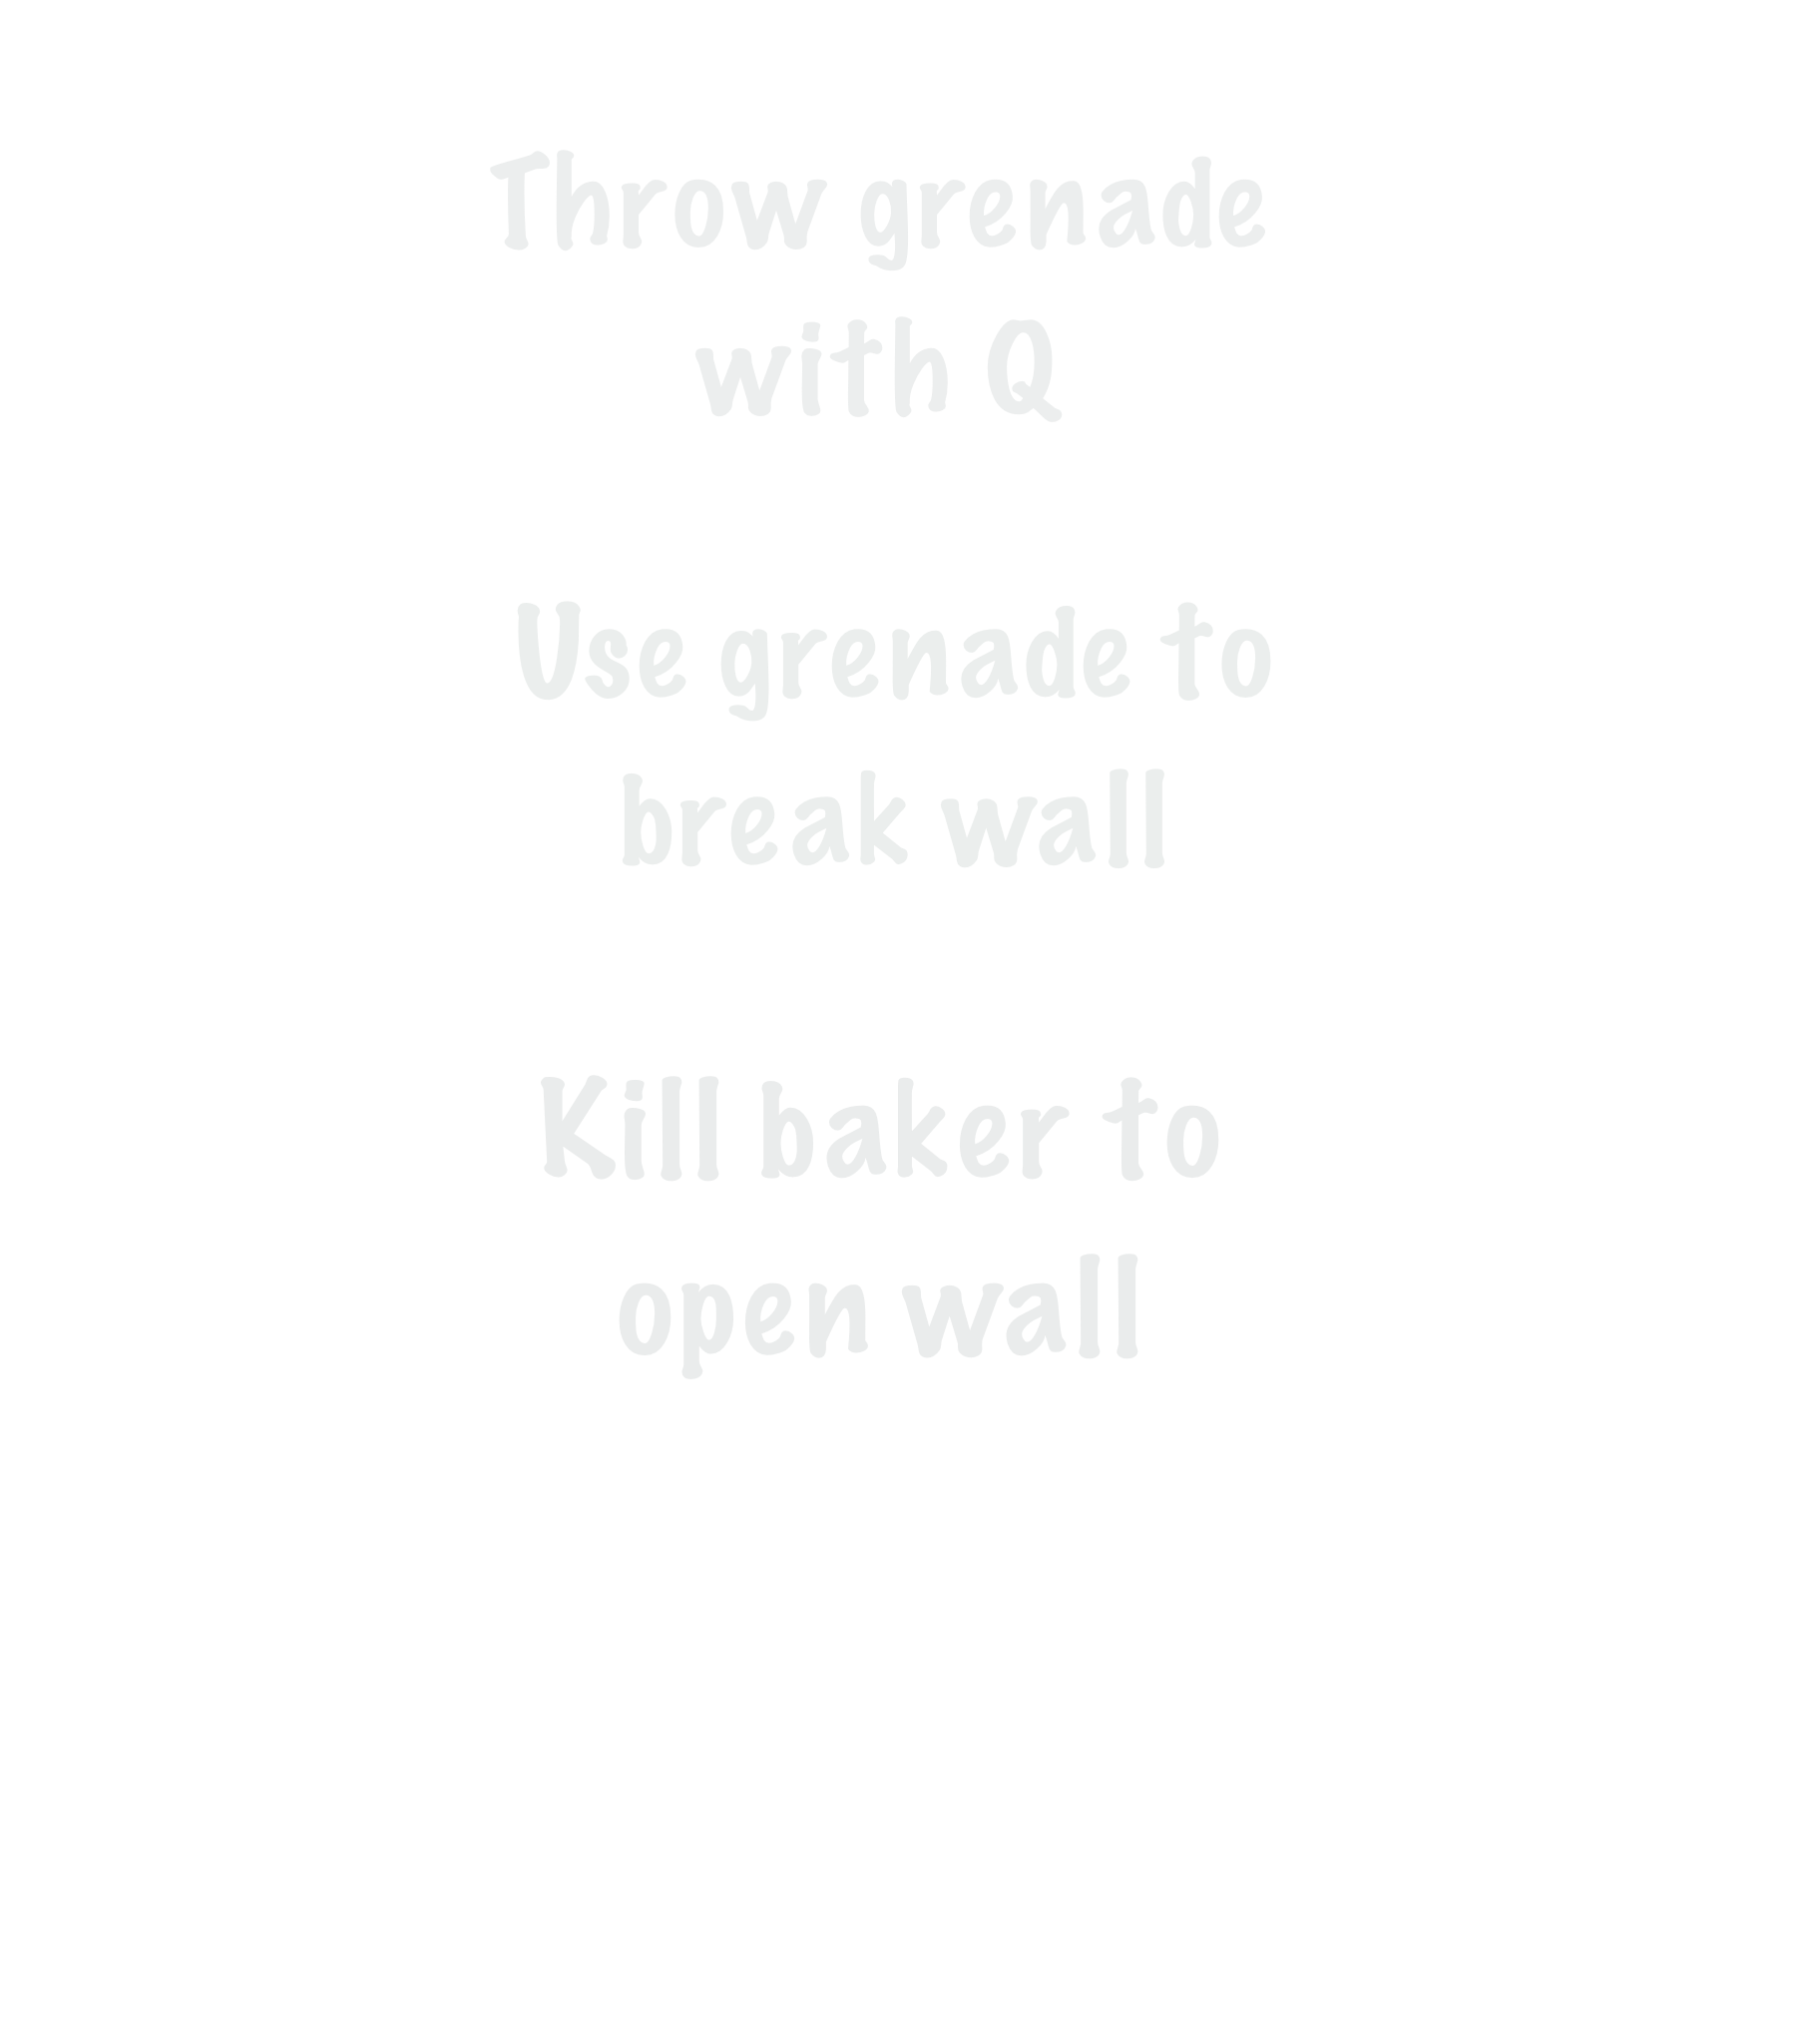 Throw grenade
with Q
Use grenade to
break wall
Kill baker to
open wall